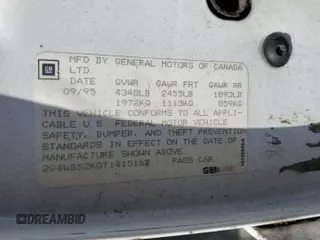 GM
MFD BY GENERAL MOTORS OF CANADA
LTD.
DATE GVWR GAWR FRT GAWR RR
09/95 4348LB 2455LB 1893LB
1972KG 1113KG 859KG
THIS VEHICLE CONFORMS TO ALL APPLI-
CABLE U.S. FEDERAL MOTOR VEHICLE
SAFETY, BUMPER, AND THEFT PREVENTION
STANDARDS IN EFFECT ON THE DATE OF
MANUFACTURE SHOWN ABOVE.
2G4WB52K0T1415162 PASS CAR